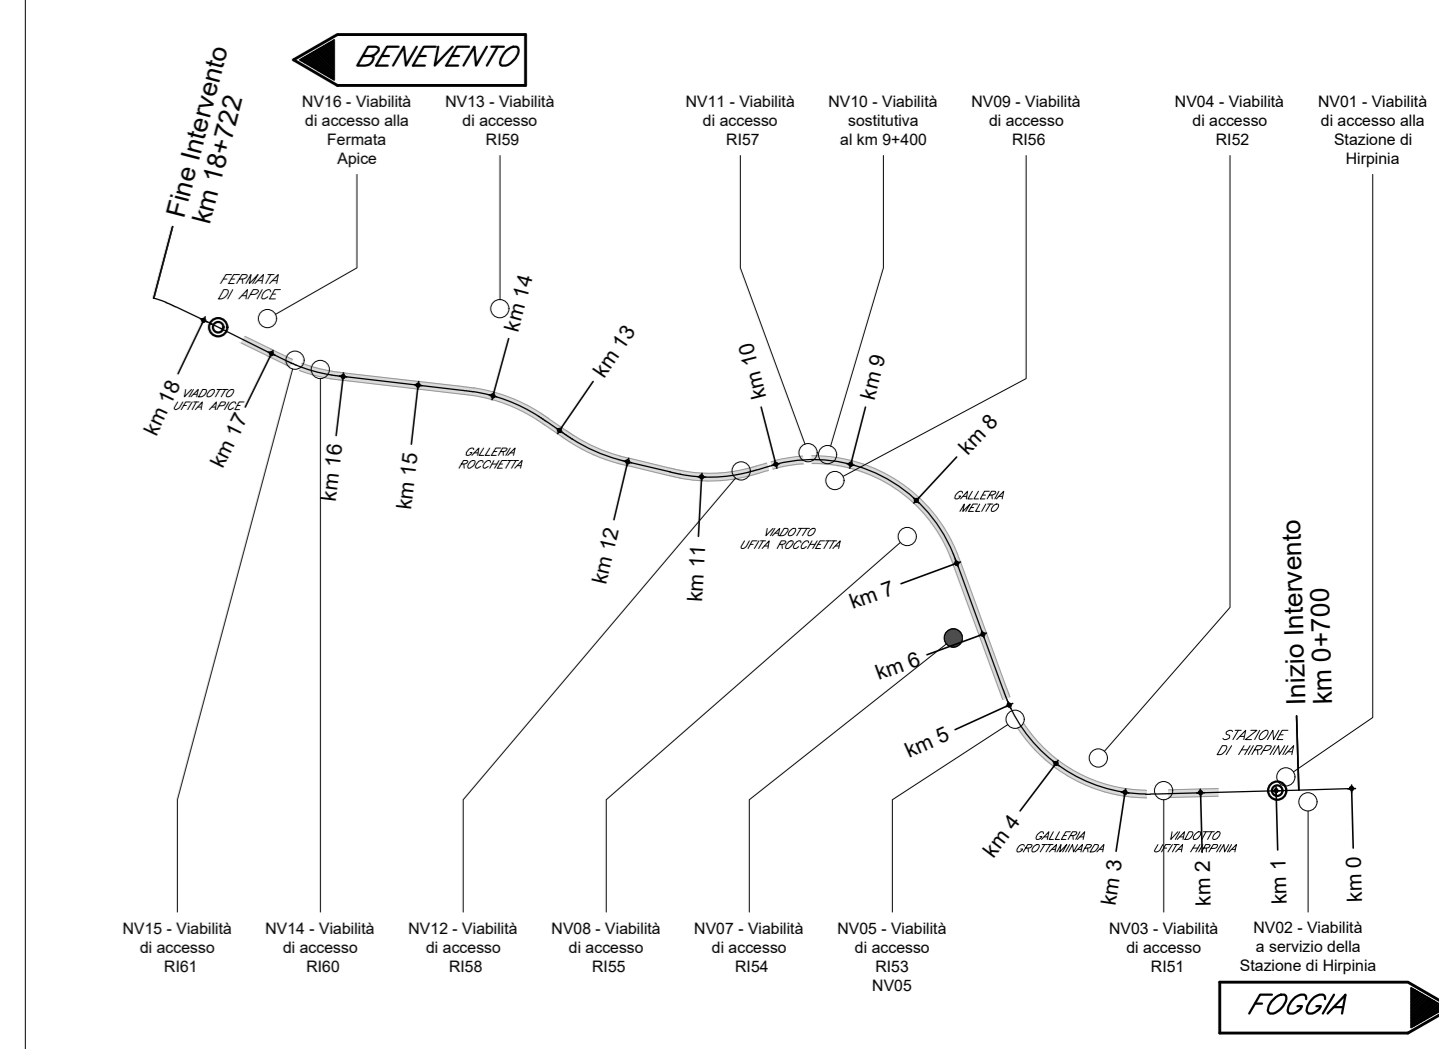 BENEVENTO
Fine Intervento
km 18+722
NV16 - Viabilità
di accesso alla
Fermata
Apice
NV13 - Viabilità
di accesso
RI59
NV11 - Viabilità
di accesso
RI57
NV10 - Viabilità
sostitutiva
al km 9+400
NV09 - Viabilità
di accesso
RI56
NV04 - Viabilità
di accesso
RI52
NV01 - Viabilità
di accesso alla
Stazione di
Hirpinia
FERMATA
DI APICE
km 18
VIADOTTO
UFITA APICE
km 17
km 16
km 15
km 14
GALLERIA
ROCCHETTA
km 13
km 12
km 11
km 10
VIADOTTO
UFITA ROCCHETTA
km 9
km 8
GALLERIA
MELITO
km 7
km 6
km 5
km 4
GALLERIA
GROTTAMINARDA
km 3
VIADOTTO
UFITA HIRPINIA
km 2
STAZIONE
DI HIRPINIA
Inizio Intervento
km 0+700
km 1
km 0
NV15 - Viabilità
di accesso
RI61
NV14 - Viabilità
di accesso
RI60
NV12 - Viabilità
di accesso
RI58
NV08 - Viabilità
di accesso
RI55
NV07 - Viabilità
di accesso
RI54
NV05 - Viabilità
di accesso
RI53
NV05
NV03 - Viabilità
di accesso
RI51
NV02 - Viabilità
a servizio della
Stazione di Hirpinia
FOGGIA